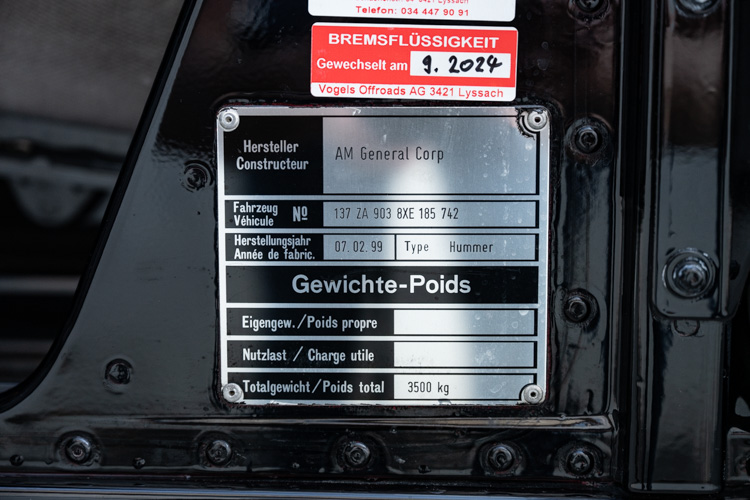 Telefon: 034 447 90 91
BREMSFLÜSSIGKEIT
Gewechselt am 9. 2024
Vogels Offroads AG 3421 Lyssach
Hersteller
Constructeur
AM General Corp
Fahrzeug
Véhicule
No
137 ZA 903 8XE 185 742
Herstellungsjahr
Année de fabric.
07. 02. 99
Type Hummer
Gewichte-Poids
Eigengew./Poids propre
Nutzlast / Charge utile
Totalgewicht/Poids total 3500 kg